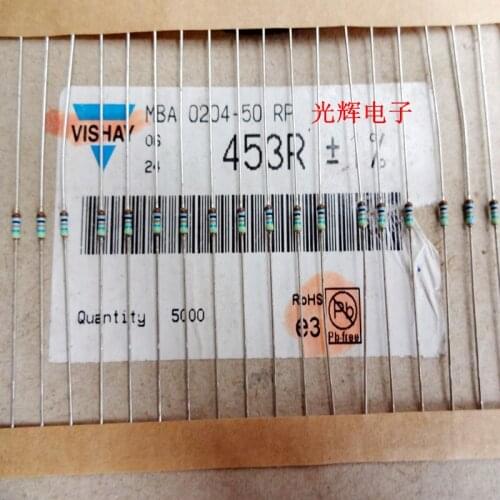 VISHAY
MBA 0204-50 RP
光辉电子
06
24
453R ± 1 %
Quantity 5000
RoHS
e3
Pb
Pb-free